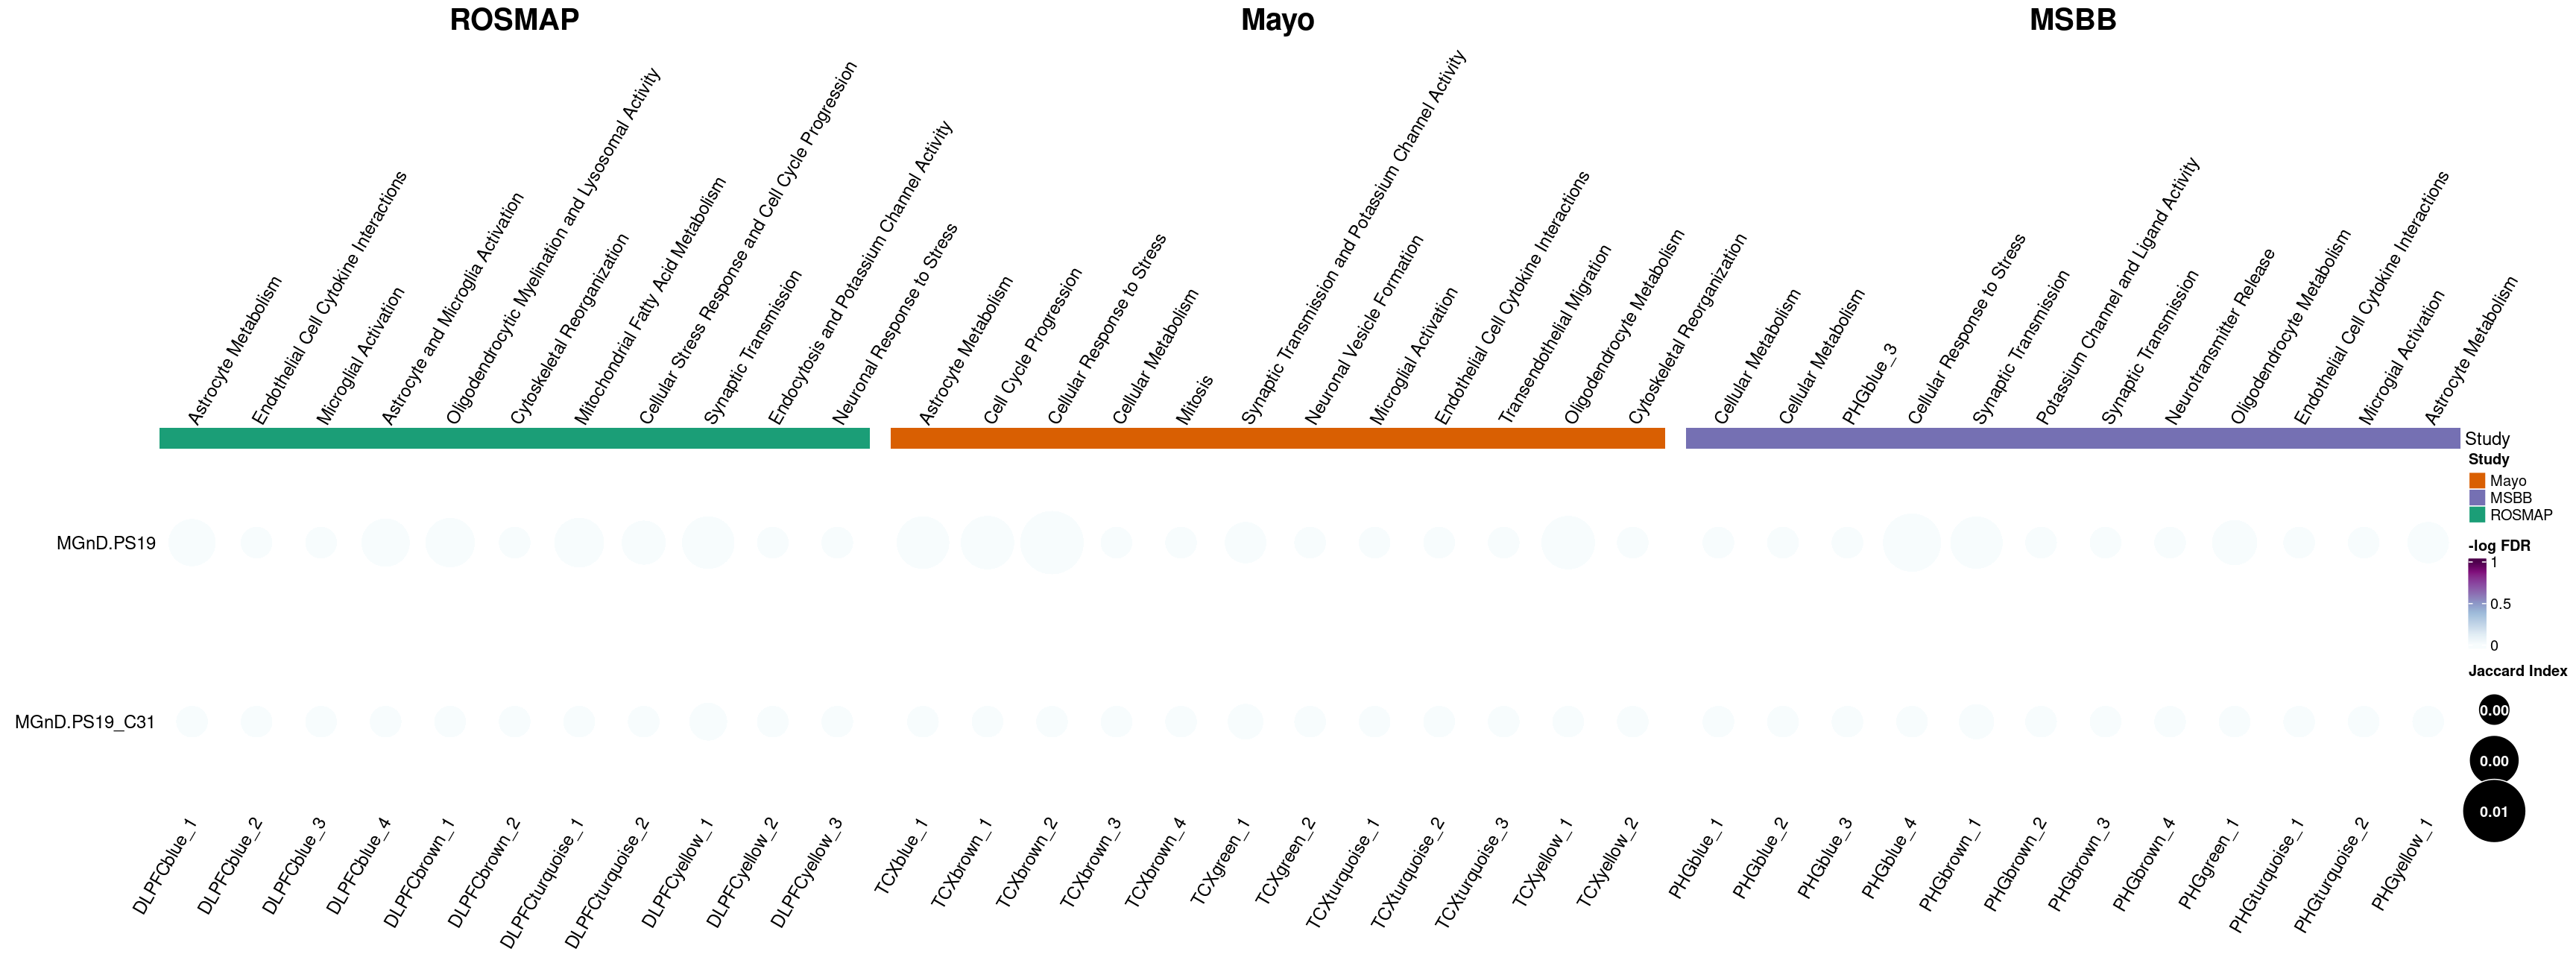 ROSMAP
Mayo
MSBB
Astrocyte Metabolism
Endothelial Cell Cytokine Interactions
Microglial Activation
Astrocyte and Microglia Activation
Oligodendrocytic Myelination and Lysosomal Activity
Cytoskeletal Reorganization
Mitochondrial Fatty Acid Metabolism
Cellular Stress Response and Cell Cycle Progression
Synaptic Transmission
Endocytosis and Potassium Channel Activity
Neuronal Response to Stress
Astrocyte Metabolism
Cell Cycle Progression
Cellular Response to Stress
Cellular Metabolism
Mitosis
Synaptic Transmission and Potassium Channel Activity
Neuronal Vesicle Formation
Microglial Activation
Endothelial Cell Cytokine Interactions
Transendothelial Migration
Oligodendrocyte Metabolism
Cytoskeletal Reorganization
Cellular Metabolism
Cellular Metabolism
PHGblue_3
Cellular Response to Stress
Synaptic Transmission
Potassium Channel and Ligand Activity
Synaptic Transmission
Neurotransmitter Release
Oligodendrocyte Metabolism
Endothelial Cell Cytokine Interactions
Microgial Activation
Astrocyte Metabolism
Study
Study
Mayo
MSBB
ROSMAP
-log FDR
1
0.5
0
Jaccard Index
0.00
0.00
0.01
MGnD.PS19
MGnD.PS19_C31
DLPFCblue_1
DLPFCblue_2
DLPFCblue_3
DLPFCblue_4
DLPFCbrown_1
DLPFCbrown_2
DLPFCturquoise_1
DLPFCturquoise_2
DLPFCyellow_1
DLPFCyellow_2
DLPFCyellow_3
TCXblue_1
TCXbrown_1
TCXbrown_2
TCXbrown_3
TCXbrown_4
TCXgreen_1
TCXgreen_2
TCXturquoise_1
TCXturquoise_2
TCXturquoise_3
TCXyellow_1
TCXyellow_2
PHGblue_1
PHGblue_2
PHGblue_3
PHGblue_4
PHGbrown_1
PHGbrown_2
PHGbrown_3
PHGbrown_4
PHGgreen_1
PHGturquoise_1
PHGturquoise_2
PHGyellow_1